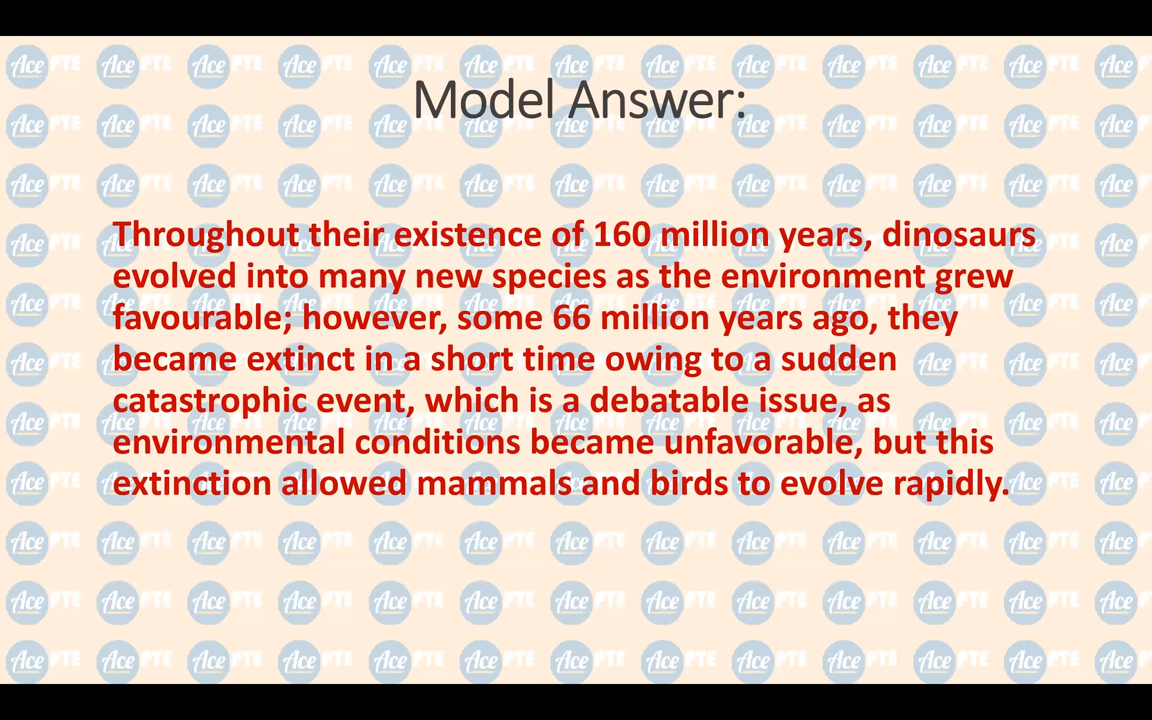 Model Answer:
Throughout their existence of 160 million years, dinosaurs
evolved into many new species as the environment grew
favourable; however, some 66 million years ago, they
became extinct in a short time owing to a sudden
catastrophic event, which is a debatable issue, as
environmental conditions became unfavorable, but this
extinction allowed mammals and birds to evolve rapidly.